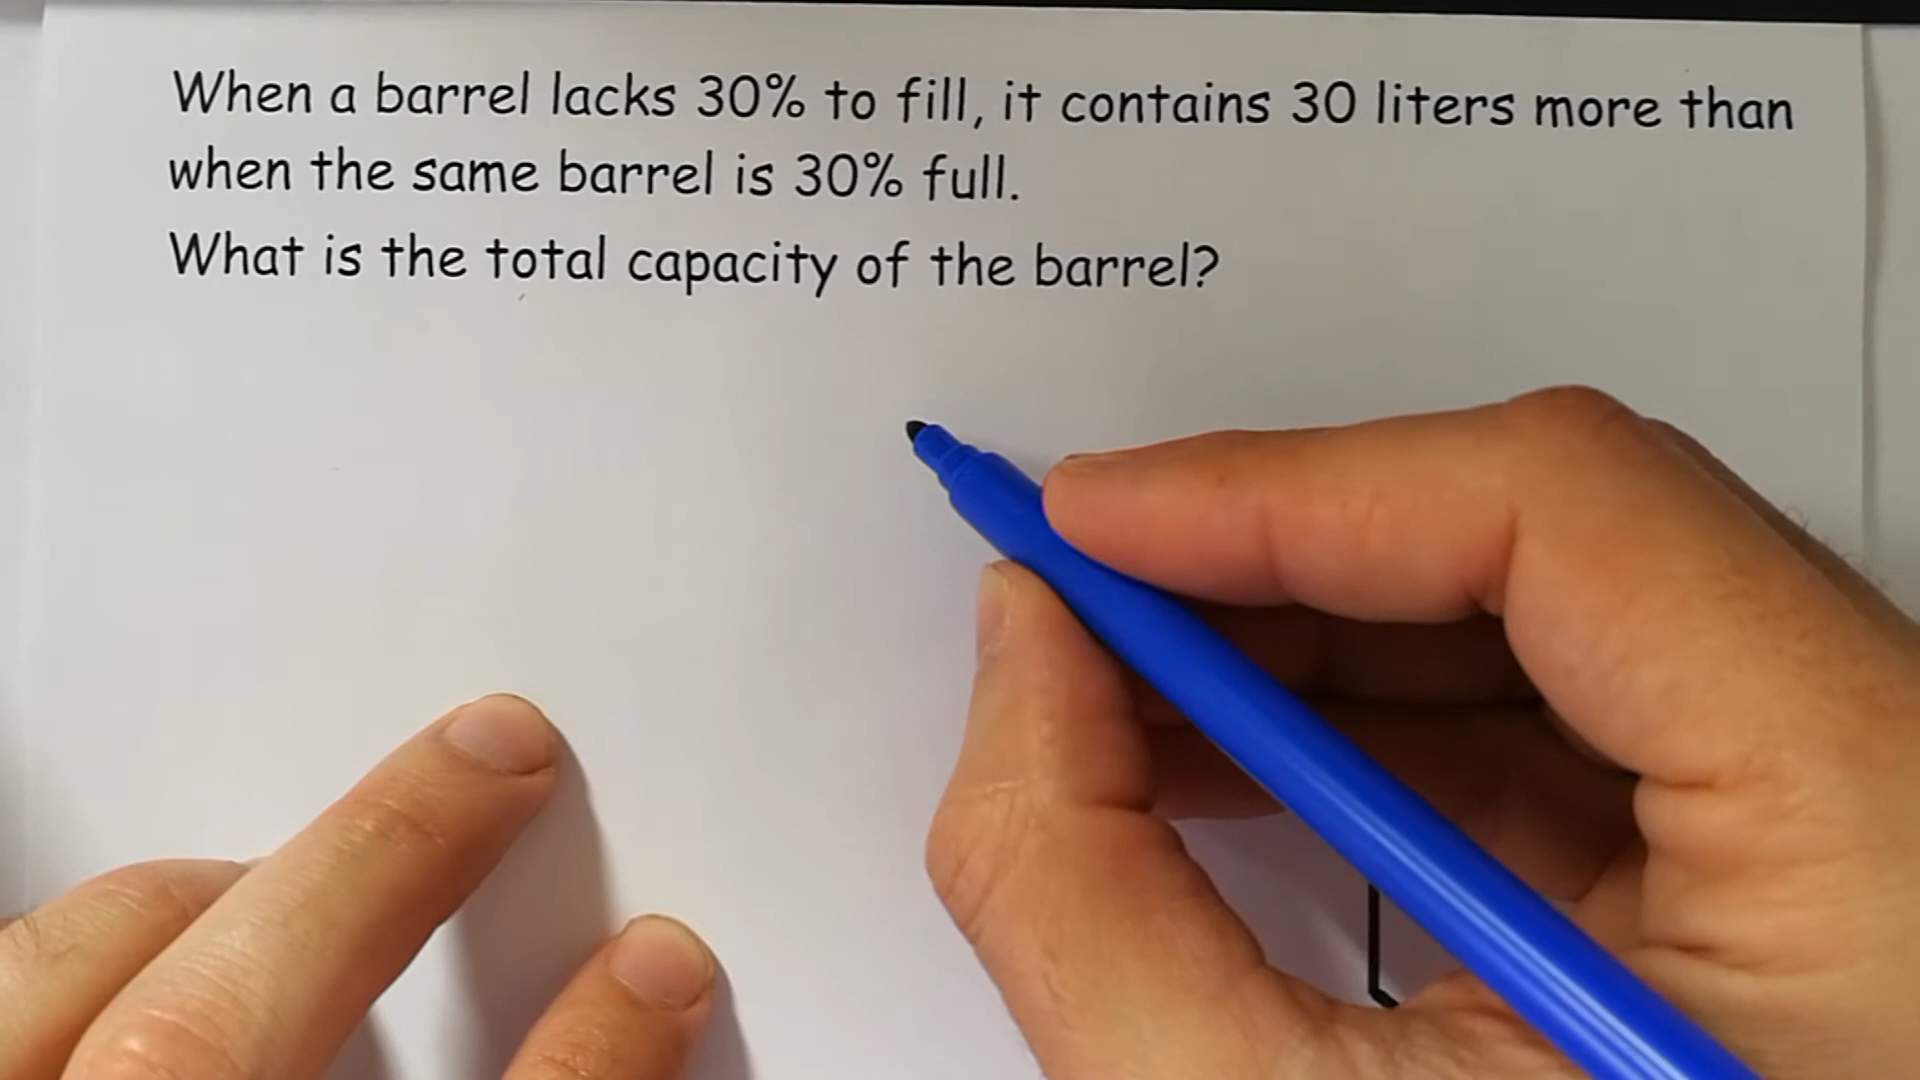 When a barrel lacks 30% to fill, it contains 30 liters more than
when the same barrel is 30% full.
What is the total capacity of the barrel?